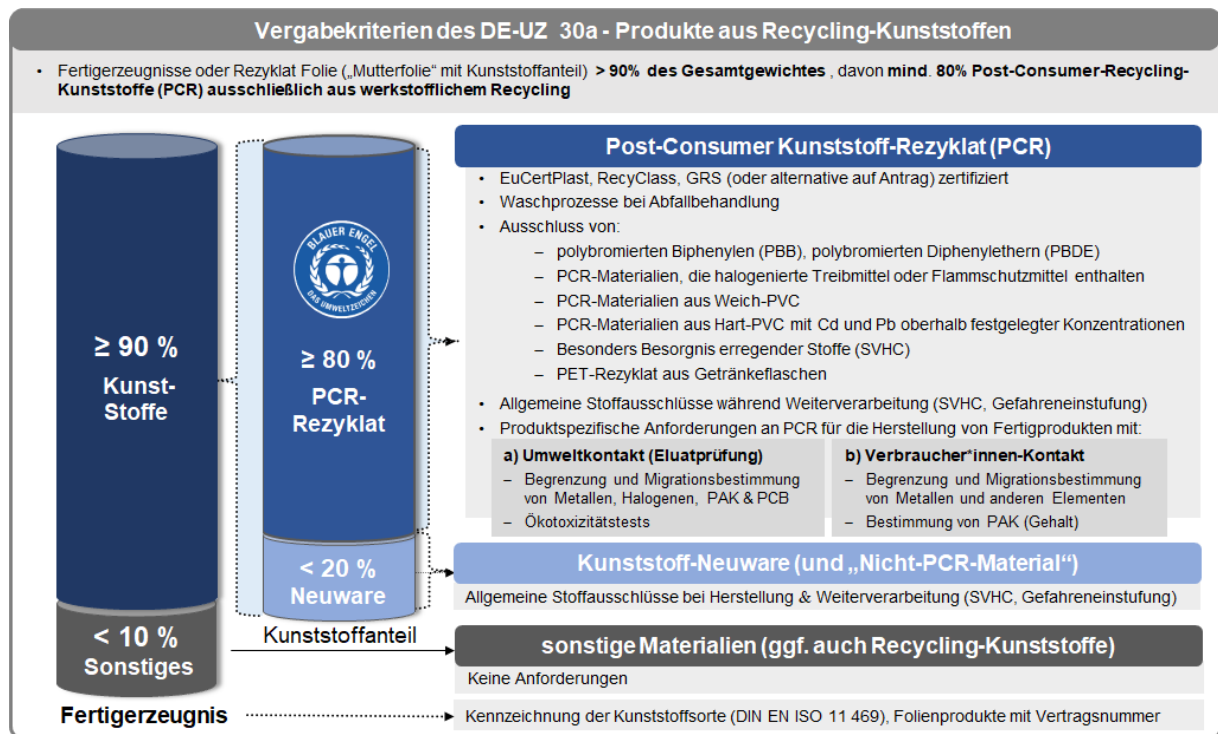 Vergabekriterien des DE-UZ 30a - Produkte aus Recycling-Kunststoffen
• Fertigerzeugnisse oder Rezyklat Folie („Mutterfolie“ mit Kunststoffanteil) > 90% des Gesamtgewichtes , davon mind. 80% Post-Consumer-Recycling-
Kunststoffe (PCR) ausschließlich aus werkstofflichem Recycling
≥ 90 %
Kunst-
Stoffe
< 10 %
Sonstiges
Fertigerzeugnis
BLAUER ENGEL
DAS UMWELTZEICHEN
≥ 80 %
PCR-
Rezyklat
< 20 %
Neuware
Kunststoffanteil
Post-Consumer Kunststoff-Rezyklat (PCR)
• EuCertPlast, RecyClass, GRS (oder alternative auf Antrag) zertifiziert
• Waschprozesse bei Abfallbehandlung
• Ausschluss von:
– polybromierten Biphenylen (PBB), polybromierten Diphenylethern (PBDE)
– PCR-Materialien, die halogenierte Treibmittel oder Flammschutzmittel enthalten
– PCR-Materialien aus Weich-PVC
– PCR-Materialien aus Hart-PVC mit Cd und Pb oberhalb festgelegter Konzentrationen
– Besonders Besorgnis erregender Stoffe (SVHC)
– PET-Rezyklat aus Getränkeflaschen
• Allgemeine Stoffausschlüsse während Weiterverarbeitung (SVHC, Gefahreneinstufung)
• Produktspezifische Anforderungen an PCR für die Herstellung von Fertigprodukten mit:
a) Umweltkontakt (Eluatprüfung)
– Begrenzung und Migrationsbestimmung
von Metallen, Halogenen, PAK & PCB
– Ökotoxizitätstests
b) Verbraucher*innen-Kontakt
– Begrenzung und Migrationsbestimmung
von Metallen und anderen Elementen
– Bestimmung von PAK (Gehalt)
Kunststoff-Neuware (und „Nicht-PCR-Material“)
Allgemeine Stoffausschlüsse bei Herstellung & Weiterverarbeitung (SVHC, Gefahreneinstufung)
sonstige Materialien (ggf. auch Recycling-Kunststoffe)
Keine Anforderungen
Kennzeichnung der Kunststoffsorte (DIN EN ISO 11 469), Folienprodukte mit Vertragsnummer